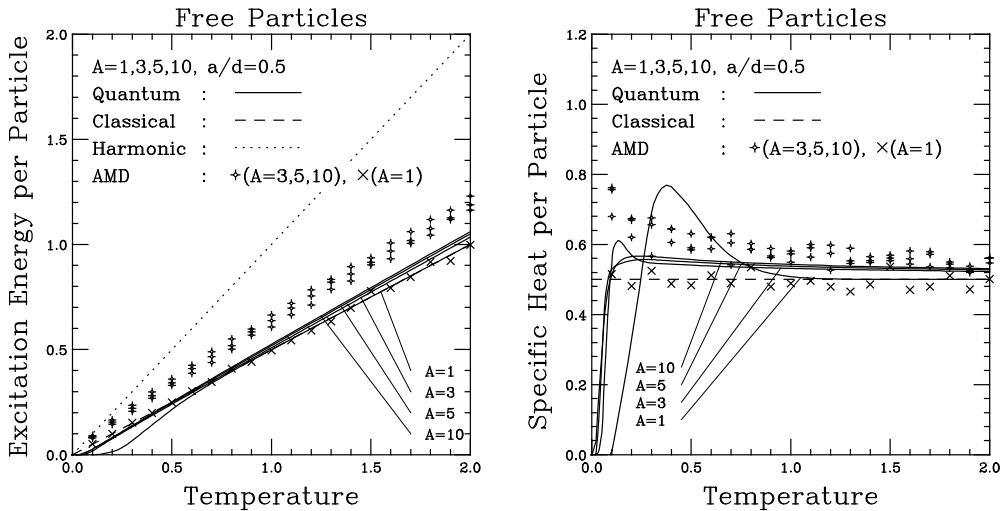 Free Particles
Excitation Energy per Particle
2.0
1.5
1.0
0.5
0.0
A=1,3,5,10, a/d=0.5
Quantum :
Classical :
Harmonic :
AMD : (A=3,5,10), ×(A=1)
A=1
A=3
A=5
A=10
0.0 0.5 1.0 1.5 2.0
Temperature
Free Particles
Specific Heat per Particle
1.2
1.0
0.8
0.6
0.4
0.2
0.0
A=1,3,5,10, a/d=0.5
Quantum :
Classical :
AMD : (A=3,5,10), ×(A=1)
A=10
A=5
A=3
A=1
0.0 0.5 1.0 1.5 2.0
Temperature